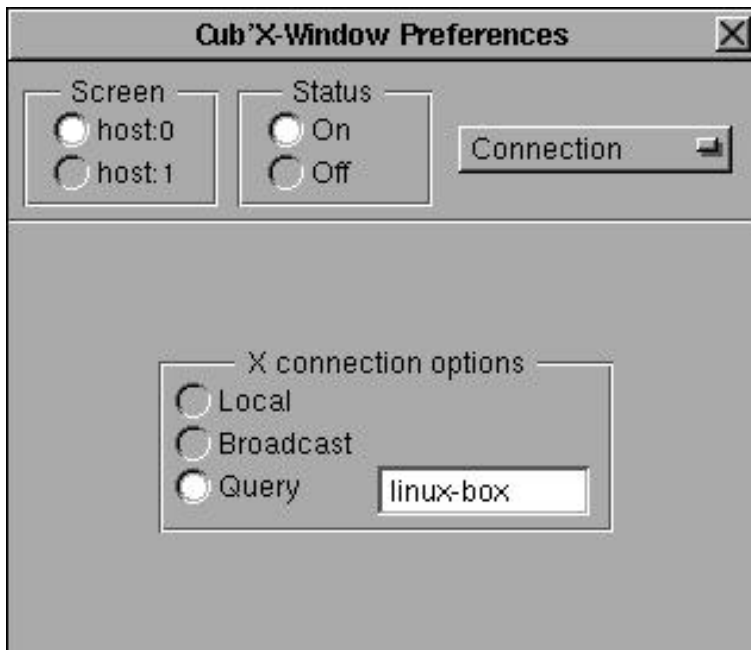 Cub'X-Window Preferences
Screen
host:0
host:1
Status
On
Off
Connection
X connection options
Local
Broadcast
Query
linux-box